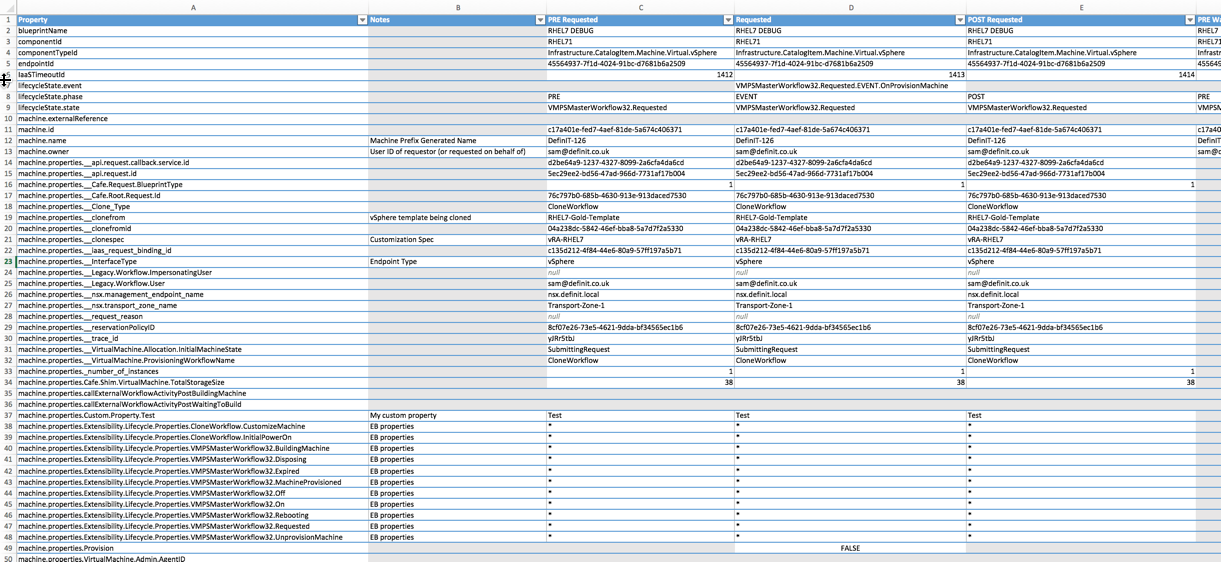 A B C D E
1 Property Notes PRE Requested Requested POST Requested PRE
2 blueprintName RHEL7 DEBUG RHEL7 DEBUG RHEL7 DEBUG RHEL7
3 componentId RHEL71 RHEL71 RHEL71 RHEL71
4 componentTypeId Infrastructure.CatalogItem.Machine.Virtual.vSphere Infrastructure.CatalogItem.Machine.Virtual.vSphere Infrastructure.CatalogItem.Machine.Virtual.vSphere Infrastr
5 endpointId 45564937-7f1d-4024-91bc-d7681b6a2509 45564937-7f1d-4024-91bc-d7681b6a2509 45564937-7f1d-4024-91bc-d7681b6a2509 455649
IaaSTimeoutId 1412 1413 1414
7 lifecycleState.event VMPSMasterWorkflow32.Requested.EVENT.OnProvisionMachine
8 lifecycleState.phase PRE EVENT POST PRE
9 lifecycleState.state VMPSMasterWorkflow32.Requested VMPSMasterWorkflow32.Requested VMPSMasterWorkflow32.Requested VMPSM
10 machine.externalReference
11 machine.id c17a401e-fed7-4aef-81de-5a674c406371 c17a401e-fed7-4aef-81de-5a674c406371 c17a401e-fed7-4aef-81de-5a674c406371 c17a40
12 machine.name Machine Prefix Generated Name DefinIT-126 DefinIT-126 DefinIT-126 DefinIT
13 machine.owner User ID of requestor (or requested on behalf of) sam@definit.co.uk sam@definit.co.uk sam@definit.co.uk sam@d
14 machine.properties.__api.request.callback.service.id d2be64a9-1237-4327-8099-2a6cfa4da6cd d2be64a9-1237-4327-8099-2a6cfa4da6cd d2be64a9-1237-4327-8099-2a6cfa4da6cd
15 machine.properties.__api.request.id 5ec29ee2-bd56-47ad-966d-7731af17b004 5ec29ee2-bd56-47ad-966d-7731af17b004 5ec29ee2-bd56-47ad-966d-7731af17b004
16 machine.properties.__Cafe.Request.BlueprintType 1 1 1
17 machine.properties.__Cafe.Root.Request.Id 76c797b0-685b-4630-913e-913daced7530 76c797b0-685b-4630-913e-913daced7530 76c797b0-685b-4630-913e-913daced7530
18 machine.properties.__Clone_Type CloneWorkflow CloneWorkflow CloneWorkflow
19 machine.properties.__clonefrom vSphere template being cloned RHEL7-Gold-Template RHEL7-Gold-Template RHEL7-Gold-Template
20 machine.properties.__clonefromid 04a238dc-5842-46ef-bba8-5a7d7f2a5330 04a238dc-5842-46ef-bba8-5a7d7f2a5330 04a238dc-5842-46ef-bba8-5a7d7f2a5330
21 machine.properties.__clonespec Customization Spec vRA-RHEL7 vRA-RHEL7 vRA-RHEL7
22 machine.properties.__iaas_request_binding_id c135d212-4f84-44e6-80a9-57ff197a5b71 c135d212-4f84-44e6-80a9-57ff197a5b71 c135d212-4f84-44e6-80a9-57ff197a5b71
23 machine.properties.__InterfaceType Endpoint Type vSphere vSphere vSphere
24 machine.properties.__Legacy.Workflow.ImpersonatingUser null null null
25 machine.properties.__Legacy.Workflow.User sam@definit.co.uk sam@definit.co.uk sam@definit.co.uk
26 machine.properties.__nsx.management_endpoint_name nsx.definit.local nsx.definit.local nsx.definit.local
27 machine.properties.__nsx.transport_zone_name Transport-Zone-1 Transport-Zone-1 Transport-Zone-1
28 machine.properties.__request_reason null null null
29 machine.properties.__reservationPolicyID 8cf07e26-73e5-4621-9dda-bf34565ec1b6 8cf07e26-73e5-4621-9dda-bf34565ec1b6 8cf07e26-73e5-4621-9dda-bf34565ec1b6
30 machine.properties.__trace_id yJRr5tbJ yJRr5tbJ yJRr5tbJ
31 machine.properties.__VirtualMachine.Allocation.InitialMachineState SubmittingRequest SubmittingRequest SubmittingRequest
32 machine.properties.__VirtualMachine.ProvisioningWorkflowName CloneWorkflow CloneWorkflow CloneWorkflow
33 machine.properties._number_of_instances 1 1 1
34 machine.properties.Cafe.Shim.VirtualMachine.TotalStorageSize 38 38 38
35 machine.properties.callExternalWorkflowActivityPostBuildingMachine
36 machine.properties.callExternalWorkflowActivityPostWaitingToBuild
37 machine.properties.Custom.Property.Test My custom property Test Test Test
38 machine.properties.Extensibility.Lifecycle.Properties.CloneWorkflow.CustomizeMachine EB properties * * *
39 machine.properties.Extensibility.Lifecycle.Properties.CloneWorkflow.InitialPowerOn EB properties * * *
40 machine.properties.Extensibility.Lifecycle.Properties.VMPSMasterWorkflow32.BuildingMachine EB properties * * *
41 machine.properties.Extensibility.Lifecycle.Properties.VMPSMasterWorkflow32.Disposing EB properties * * *
42 machine.properties.Extensibility.Lifecycle.Properties.VMPSMasterWorkflow32.Expired EB properties * * *
43 machine.properties.Extensibility.Lifecycle.Properties.VMPSMasterWorkflow32.MachineProvisioned EB properties * * *
44 machine.properties.Extensibility.Lifecycle.Properties.VMPSMasterWorkflow32.Off EB properties * * *
45 machine.properties.Extensibility.Lifecycle.Properties.VMPSMasterWorkflow32.On EB properties * * *
46 machine.properties.Extensibility.Lifecycle.Properties.VMPSMasterWorkflow32.Rebooting EB properties * * *
47 machine.properties.Extensibility.Lifecycle.Properties.VMPSMasterWorkflow32.Requested EB properties * * *
48 machine.properties.Extensibility.Lifecycle.Properties.VMPSMasterWorkflow32.UnprovisionMachine EB properties * * *
49 machine.properties.Provision FALSE
50 machine.properties.VirtualMachine.Admin.AgentID